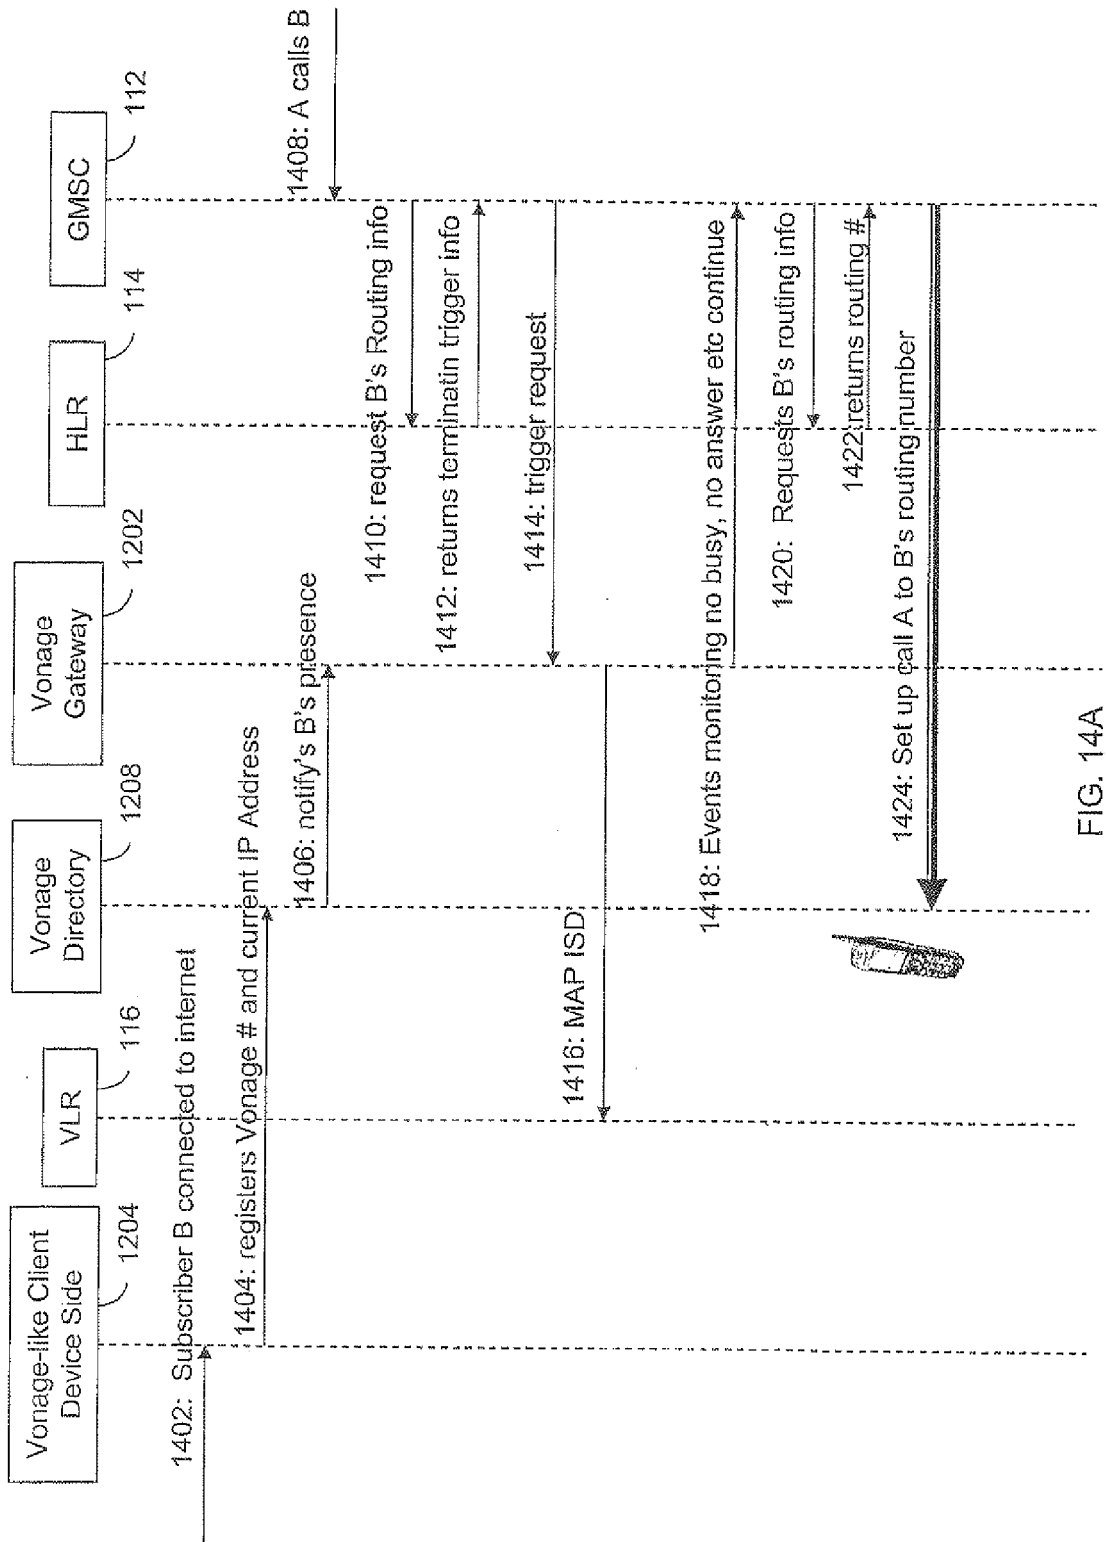 Vonage-like Client
Device Side
1204
VLR
116
Vonage
Directory
1208
Vonage
Gateway
1202
HLR
114
GMSC
112
1402: Subscriber B connected to internet
1404: registers Vonage # and current IP Address
1406: notify's B's presence
1408: A calls B
1410: request B's Routing info
1412: returns terminatin trigger info
1414: trigger request
1416: MAP ISD
1418: Events monitoring no busy, no answer etc continue
1420: Requests B's routing info
1422:returns routing #
1424: Set up call A to B's routing number
FIG. 14A